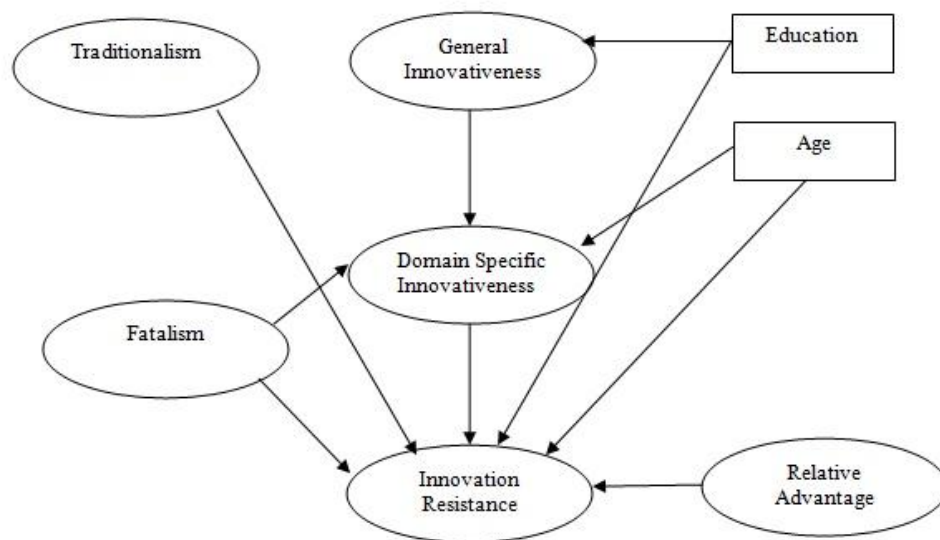 Traditionalism
General
Innovativeness
Education
Age
Domain Specific
Innovativeness
Fatalism
Innovation
Resistance
Relative
Advantage